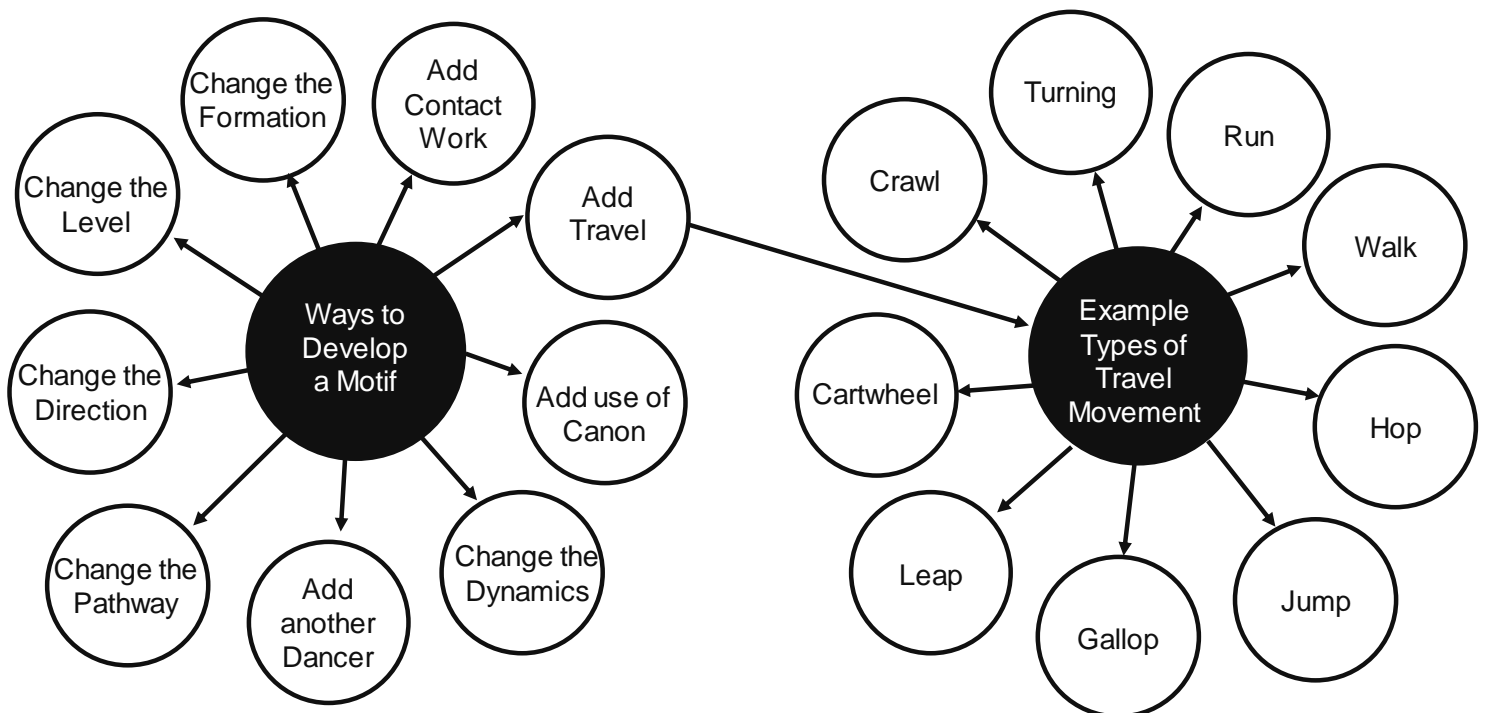 Ways to
Develop
a Motif
Change the
Formation
Add
Contact
Work
Add
Travel
Add use of
Canon
Change the
Dynamics
Add
another
Dancer
Change the
Pathway
Change the
Direction
Change the
Level
Example
Types of
Travel
Movement
Turning
Run
Walk
Hop
Jump
Gallop
Leap
Cartwheel
Crawl